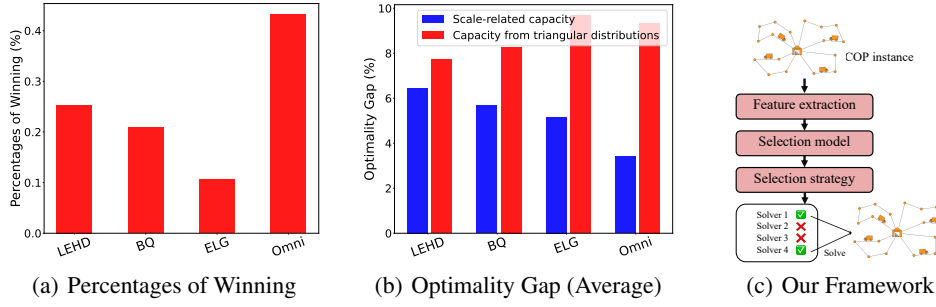 Percentages of Winning (%)
0.4
0.3
0.2
0.1
0.0
LEHD
BQ
ELG
Omni
(a) Percentages of Winning
Optimality Gap (%)
8
6
4
2
0
Scale-related capacity
Capacity from triangular distributions
LEHD
BQ
ELG
Omni
(b) Optimality Gap (Average)
COP instance
Feature extraction
Selection model
Selection strategy
Solver 1
Solver 2
Solver 3
Solver 4
Solve
(c) Our Framework